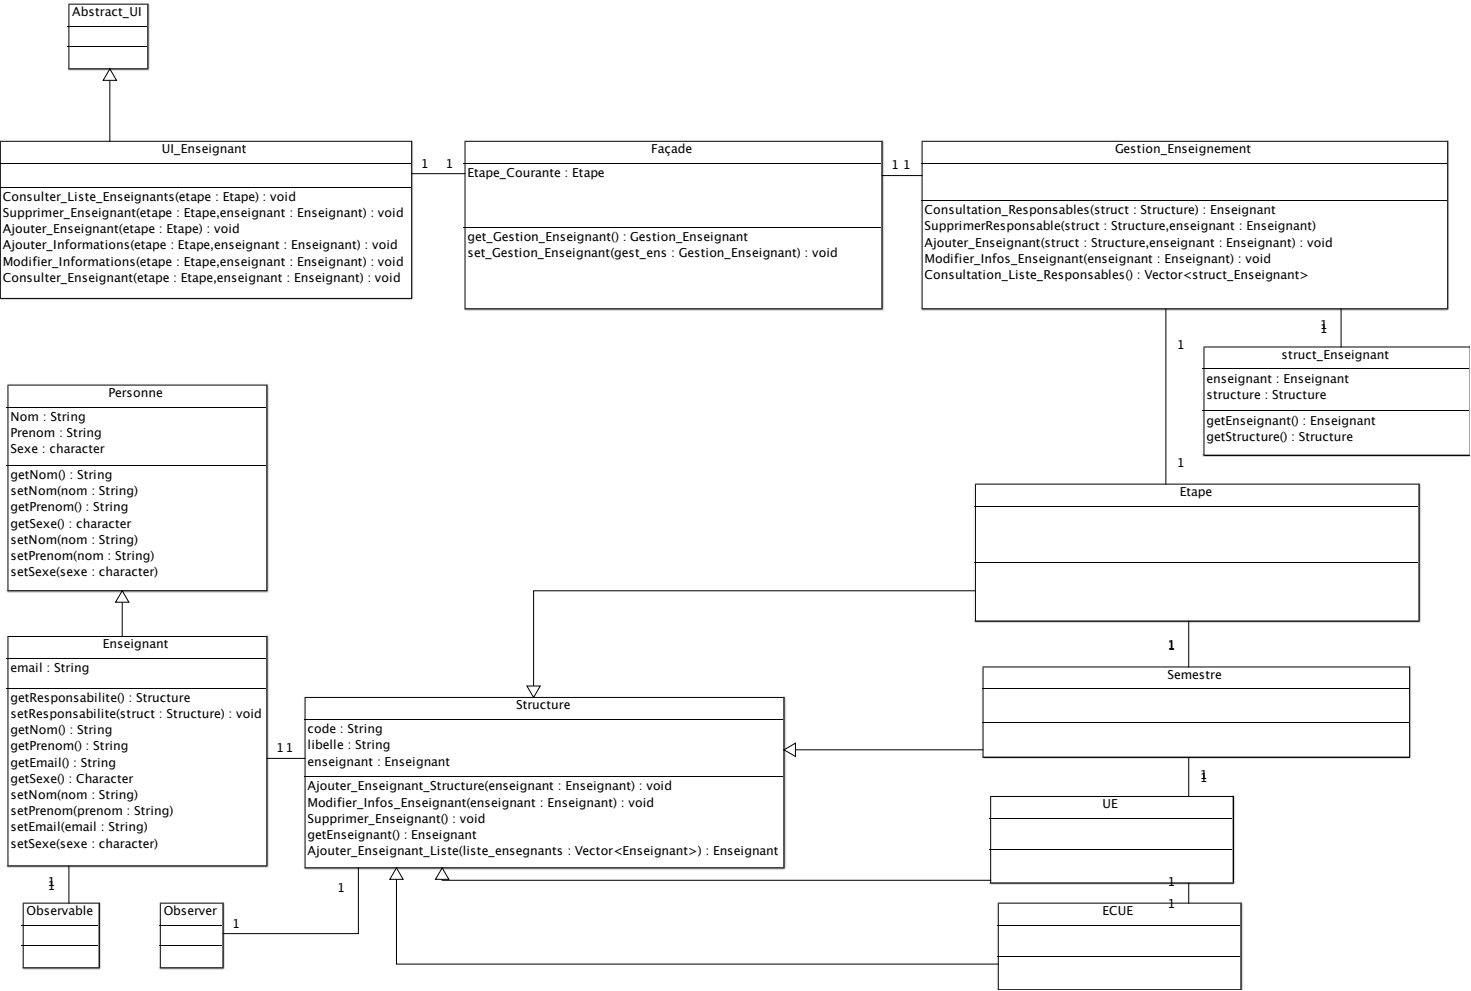 Abstract_UI
UI_Enseignant
Consulter_Liste_Enseignants(etape : Etape) : void
Supprimer_Enseignant(etape : Etape,enseignant : Enseignant) : void
Ajouter_Enseignant(etape : Etape) : void
Ajouter_Informations(etape : Etape,enseignant : Enseignant) : void
Modifier_Informations(etape : Etape,enseignant : Enseignant) : void
Consulter_Enseignant(etape : Etape,enseignant : Enseignant) : void
1 1
Façade
Etape_Courante : Etape
get_Gestion_Enseignant() : Gestion_Enseignant
set_Gestion_Enseignant(gest_ens : Gestion_Enseignant) : void
1 1
Gestion_Enseignement
Consultation_Responsables(struct : Structure) : Enseignant
SupprimerResponsable(struct : Structure,enseignant : Enseignant)
Ajouter_Enseignant(struct : Structure,enseignant : Enseignant) : void
Modifier_Infos_Enseignant(enseignant : Enseignant) : void
Consultation_Liste_Responsables() : Vector<struct_Enseignant>
1
1
1
struct_Enseignant
enseignant : Enseignant
structure : Structure
getEnseignant() : Enseignant
getStructure() : Structure
1
Personne
Nom : String
Prenom : String
Sexe : character
getNom() : String
setNom(nom : String)
getPrenom() : String
getSexe() : character
setNom(nom : String)
setPrenom(nom : String)
setSexe(sexe : character)
Etape
1
1
Enseignant
email : String
getResponsabilite() : Structure
setResponsabilite(struct : Structure) : void
getNom() : String
getPrenom() : String
getEmail() : String
getSexe() : Character
setNom(nom : String)
setPrenom(prenom : String)
setEmail(email : String)
setSexe(sexe : character)
1 1
Structure
code : String
libelle : String
enseignant : Enseignant
Ajouter_Enseignant_Structure(enseignant : Enseignant) : void
Modifier_Infos_Enseignant(enseignant : Enseignant) : void
Supprimer_Enseignant() : void
getEnseignant() : Enseignant
Ajouter_Enseignant_Liste(liste_ensegnants : Vector<Enseignant>) : Enseignant
Semestre
1
1
UE
1
1
ECUE
1
1
Observable
Observer
1
1